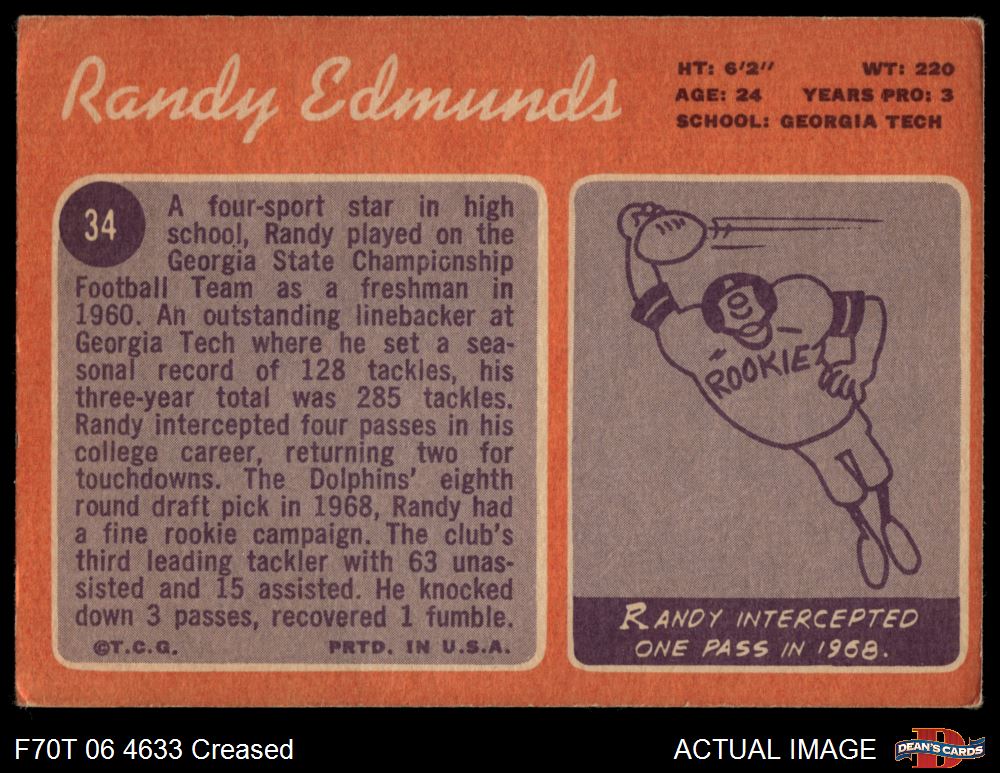 Randy Edmunds
HT: 6'2" WT: 220
AGE: 24 YEARS PRO: 3
SCHOOL: GEORGIA TECH
34
A four-sport star in high
school, Randy played on the
Georgia State Championship
Football Team as a freshman in
1960. An outstanding linebacker at
Georgia Tech where he set a sea-
sonal record of 128 tackles, his
three-year total was 285 tackles.
Randy intercepted four passes in his
college career, returning two for
touchdowns. The Dolphins' eighth
round draft pick in 1968, Randy had
a fine rookie campaign. The club's
third leading tackler with 63 unas-
sisted and 15 assisted. He knocked
down 3 passes, recovered 1 fumble.
©T.C.G. PRTD. IN U.S.A.
"ROOKIE"
RANDY INTERCEPTED
ONE PASS IN 1968.
F70T 06 4633 Creased
ACTUAL IMAGE
D
DEAN'S CARDS